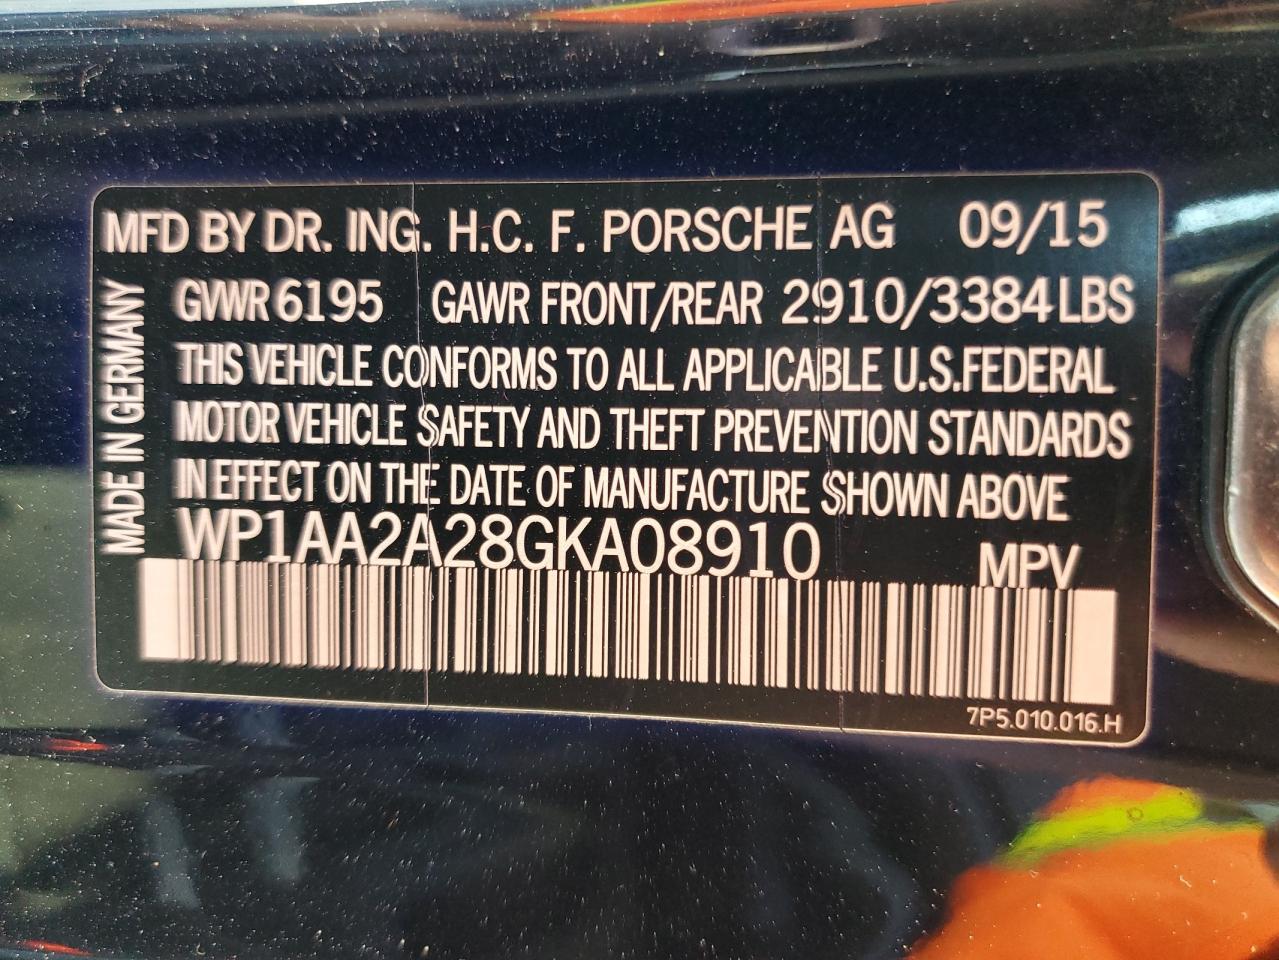 MFD BY DR. ING. H.C. F. PORSCHE AG 09/15
MADE IN GERMANY
GVWR 6195 GAWR FRONT/REAR 2910/3384 LBS
THIS VEHICLE CONFORMS TO ALL APPLICABLE U.S.FEDERAL
MOTOR VEHICLE SAFETY AND THEFT PREVENTION STANDARDS
IN EFFECT ON THE DATE OF MANUFACTURE SHOWN ABOVE
WP1AA2A28GKA08910 MPV
7P5.010.016.H